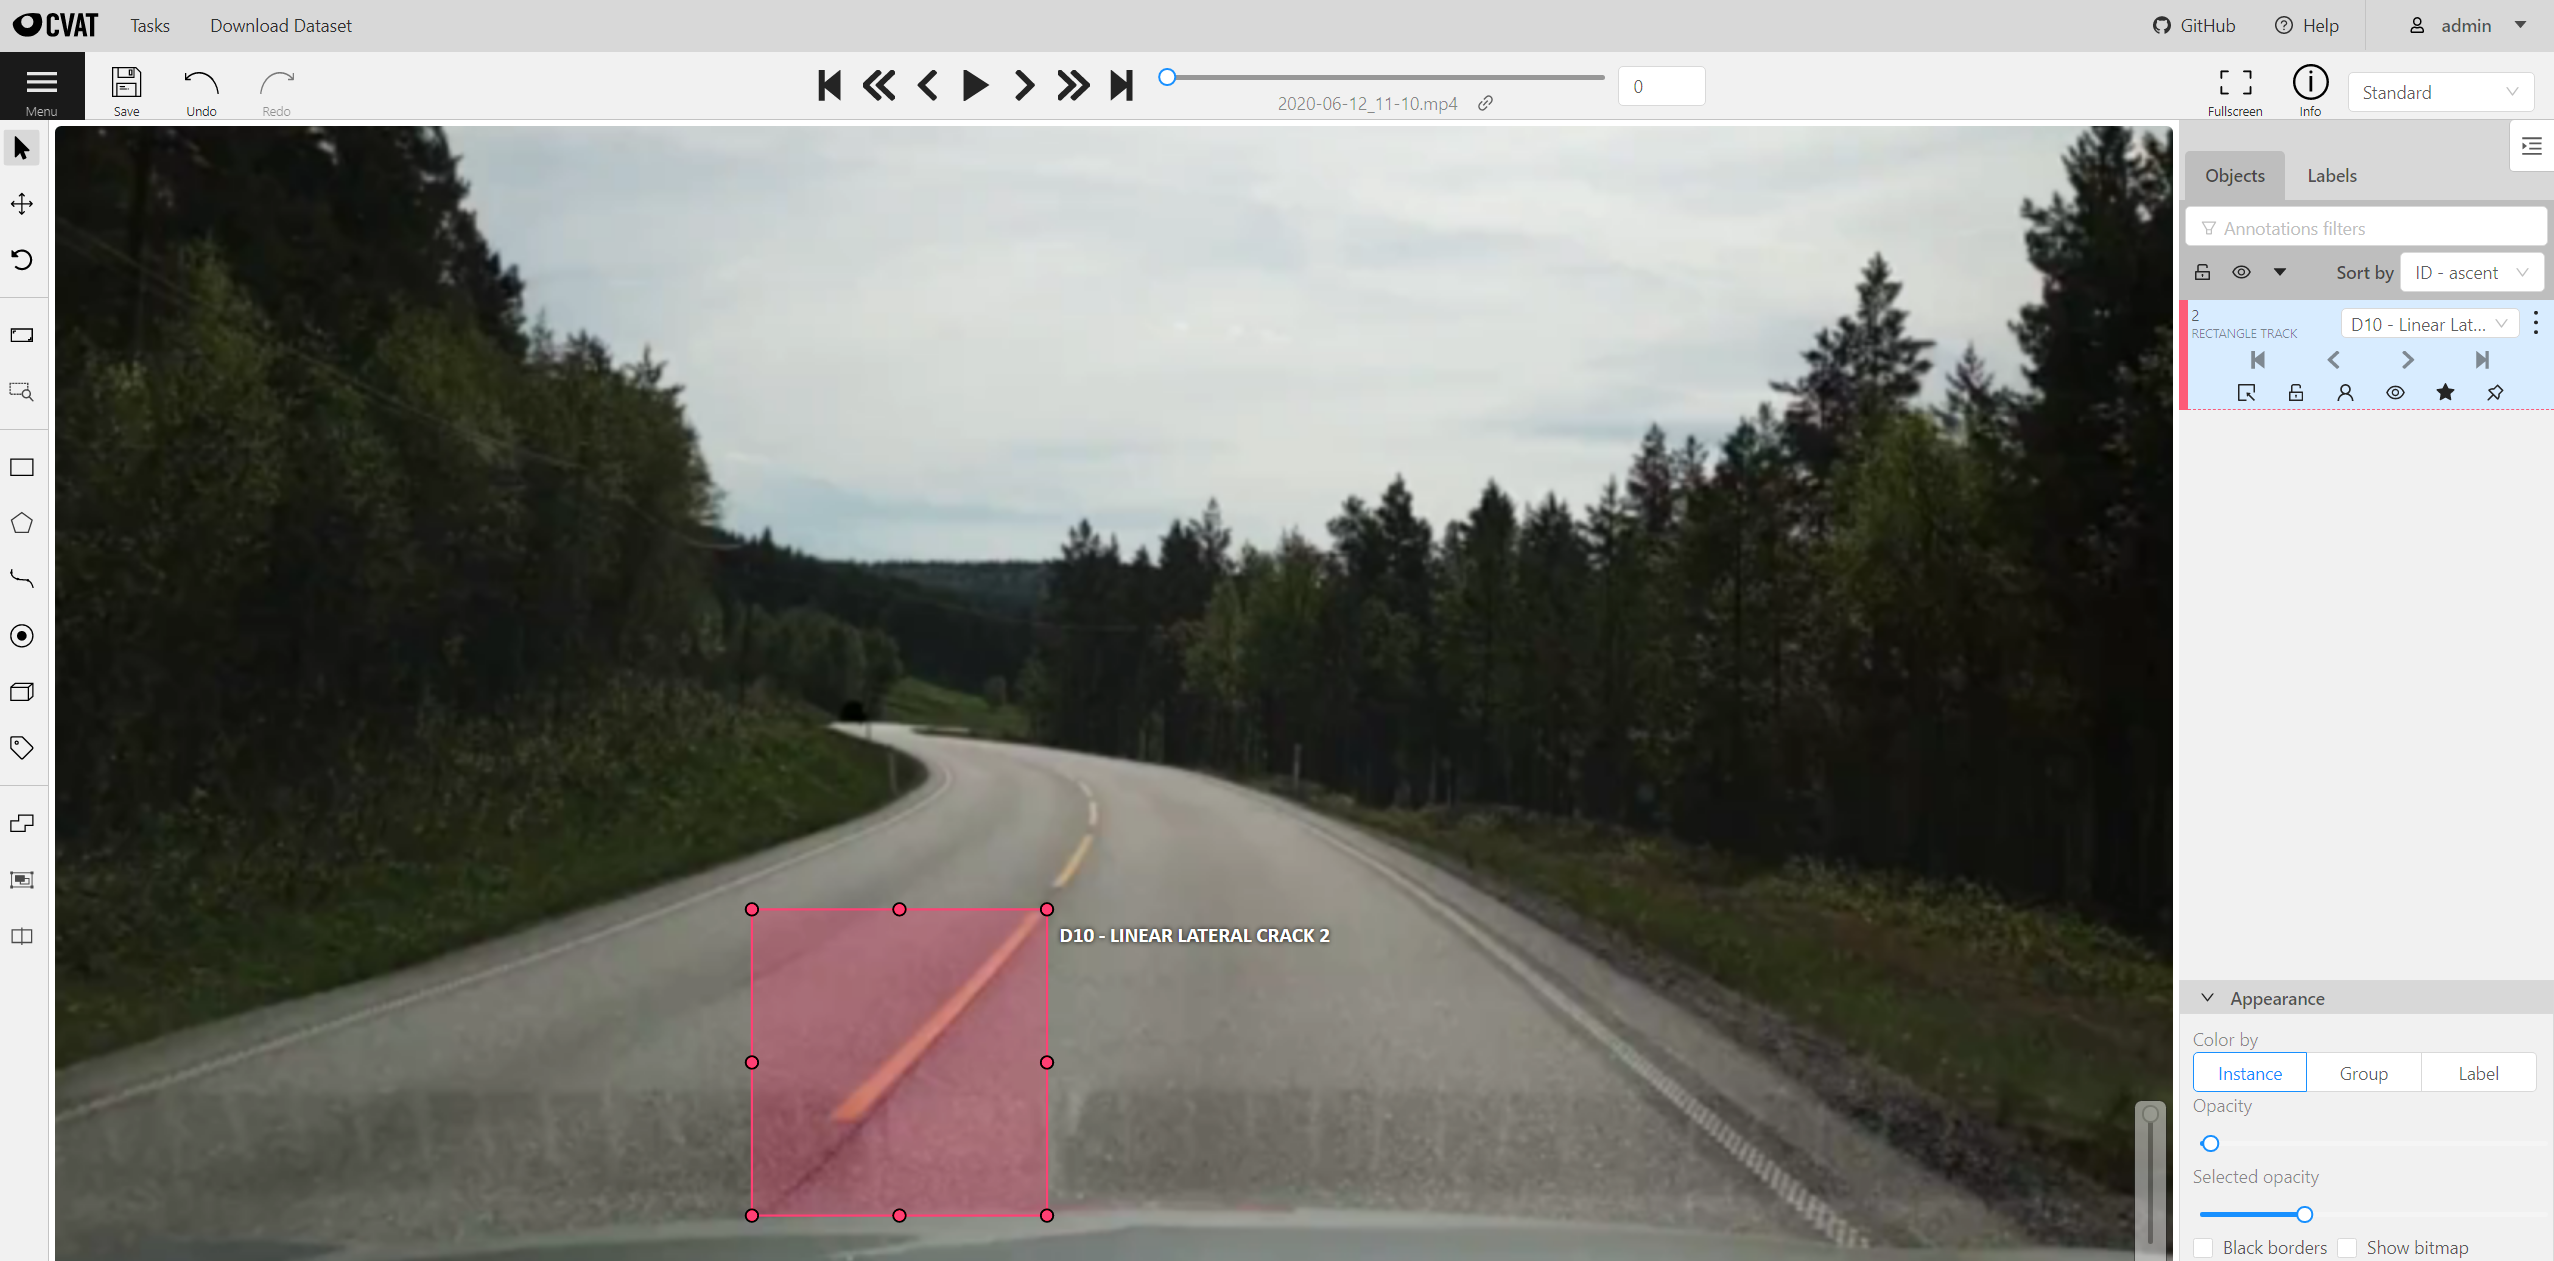 CVAT Tasks Download Dataset GitHub Help admin
Menu Save Undo Redo 0 Fullscreen Info Standard
2020-06-12_11-10.mp4
Objects Labels
Annotations filters
Sort by ID - ascent
2 D10 - Linear Lat...
RECTANGLE TRACK
D10 - LINEAR LATERAL CRACK 2
Appearance
Color by
Instance Group Label
Opacity
Selected opacity
Black borders Show bitmap